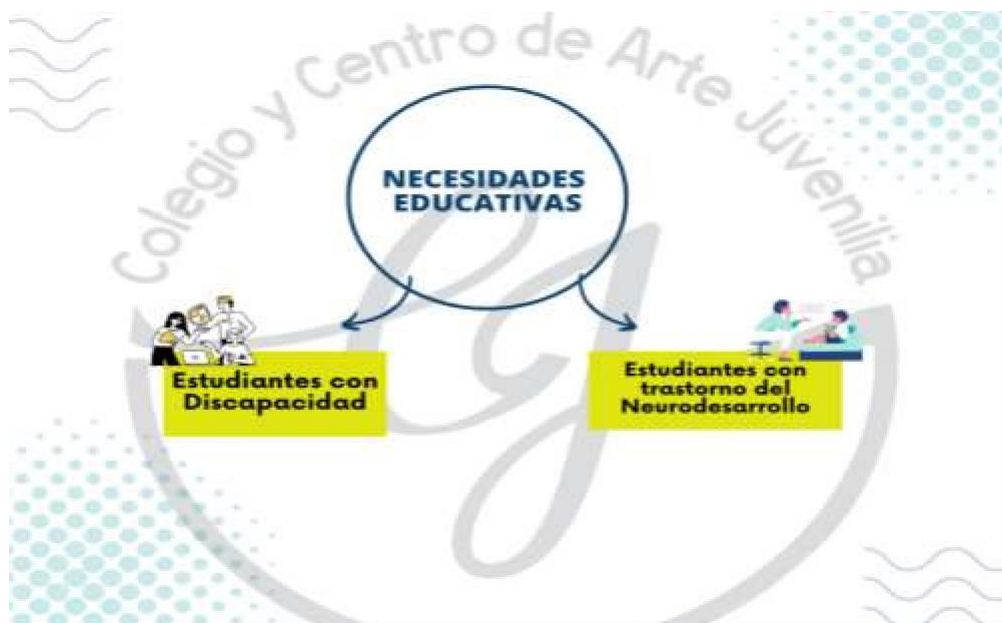 Colegio y Centro de Arte Juvenilia
NECESIDADES
EDUCATIVAS
Estudiantes con
Discapacidad
Estudiantes con
trastorno del
Neurodesarrollo